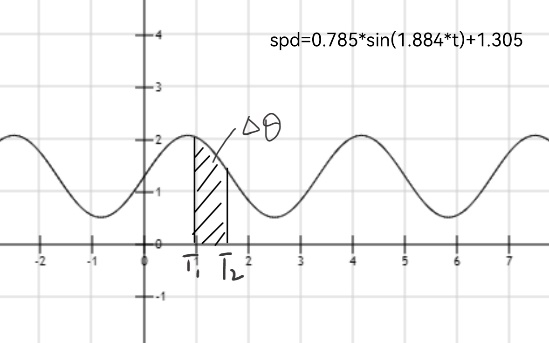 4
spd=0.785*sin(1.884*t)+1.305
3
2
Δθ
1
0
-2 -1 0 1 2 3 4 5 6 7
T₁ T₂
-1